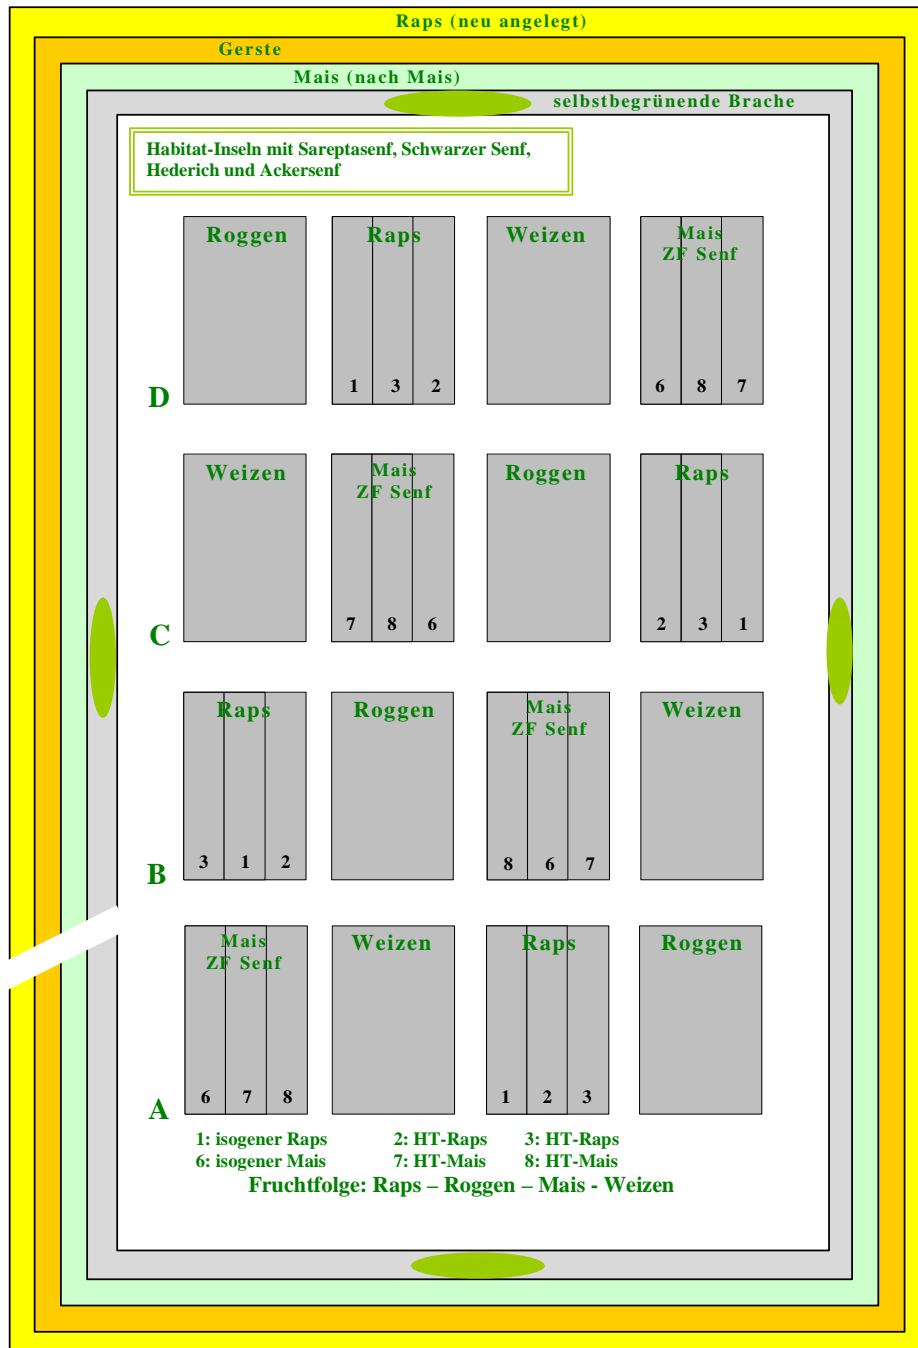 Raps (neu angelegt)
Gerste
Mais (nach Mais)
selbstbegrünende Brache
Habitat-Inseln mit Sareptasenf, Schwarzer Senf,
Hederich und Ackersenf
Roggen Raps Weizen Mais
ZF Senf
1 3 2 6 8 7
D
Weizen Mais Roggen Raps
ZF Senf
7 8 6 2 3 1
C
Raps Roggen Mais Weizen
ZF Senf
3 1 2 8 6 7
B
Mais Weizen Raps Roggen
ZF Senf
6 7 8 1 2 3
A
1: isogener Raps 2: HT-Raps 3: HT-Raps
6: isogener Mais 7: HT-Mais 8: HT-Mais
Fruchtfolge: Raps – Roggen – Mais - Weizen